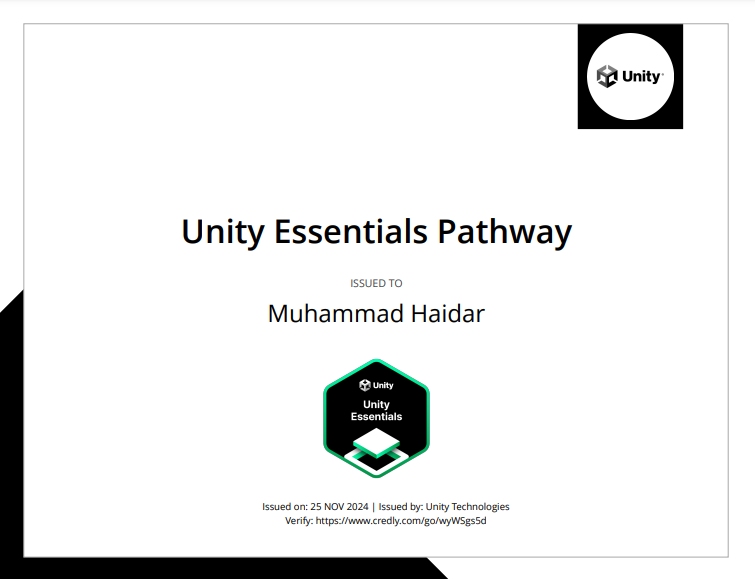 Unity
Unity Essentials Pathway
ISSUED TO
Muhammad Haidar
Unity
Unity
Essentials
Issued on: 25 NOV 2024 | Issued by: Unity Technologies
Verify: https://www.credly.com/go/wyWSgs5d